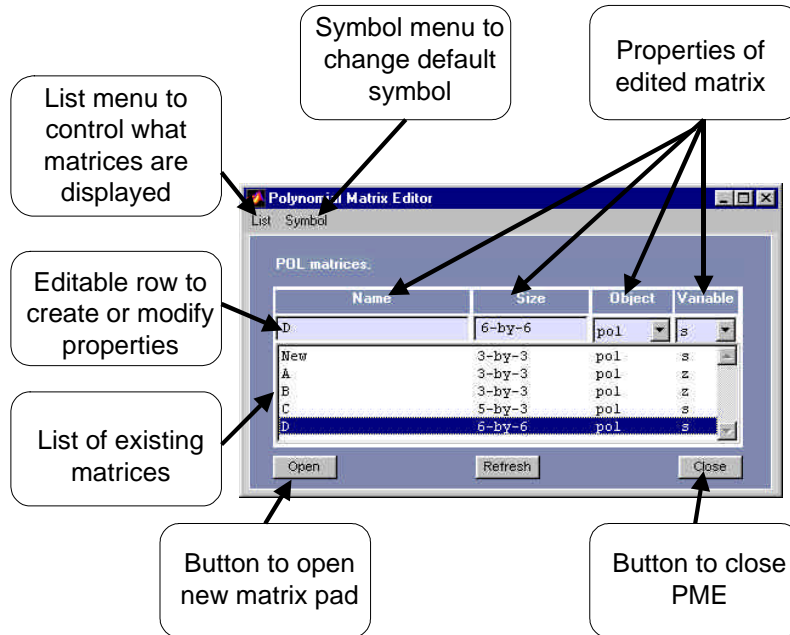 Symbol menu to
change default
symbol
Properties of
edited matrix
List menu to
control what
matrices are
displayed
Polynomial Matrix Editor
List Symbol
POL matrices.
Name Size Object Variable
Editable row to
create or modify
properties
D 6-by-6 pol s
New 3-by-3 pol s
A 3-by-3 pol z
B 3-by-3 pol z
C 5-by-3 pol s
D 6-by-6 pol s
List of existing
matrices
Open Refresh Close
Button to open
new matrix pad
Button to close
PME